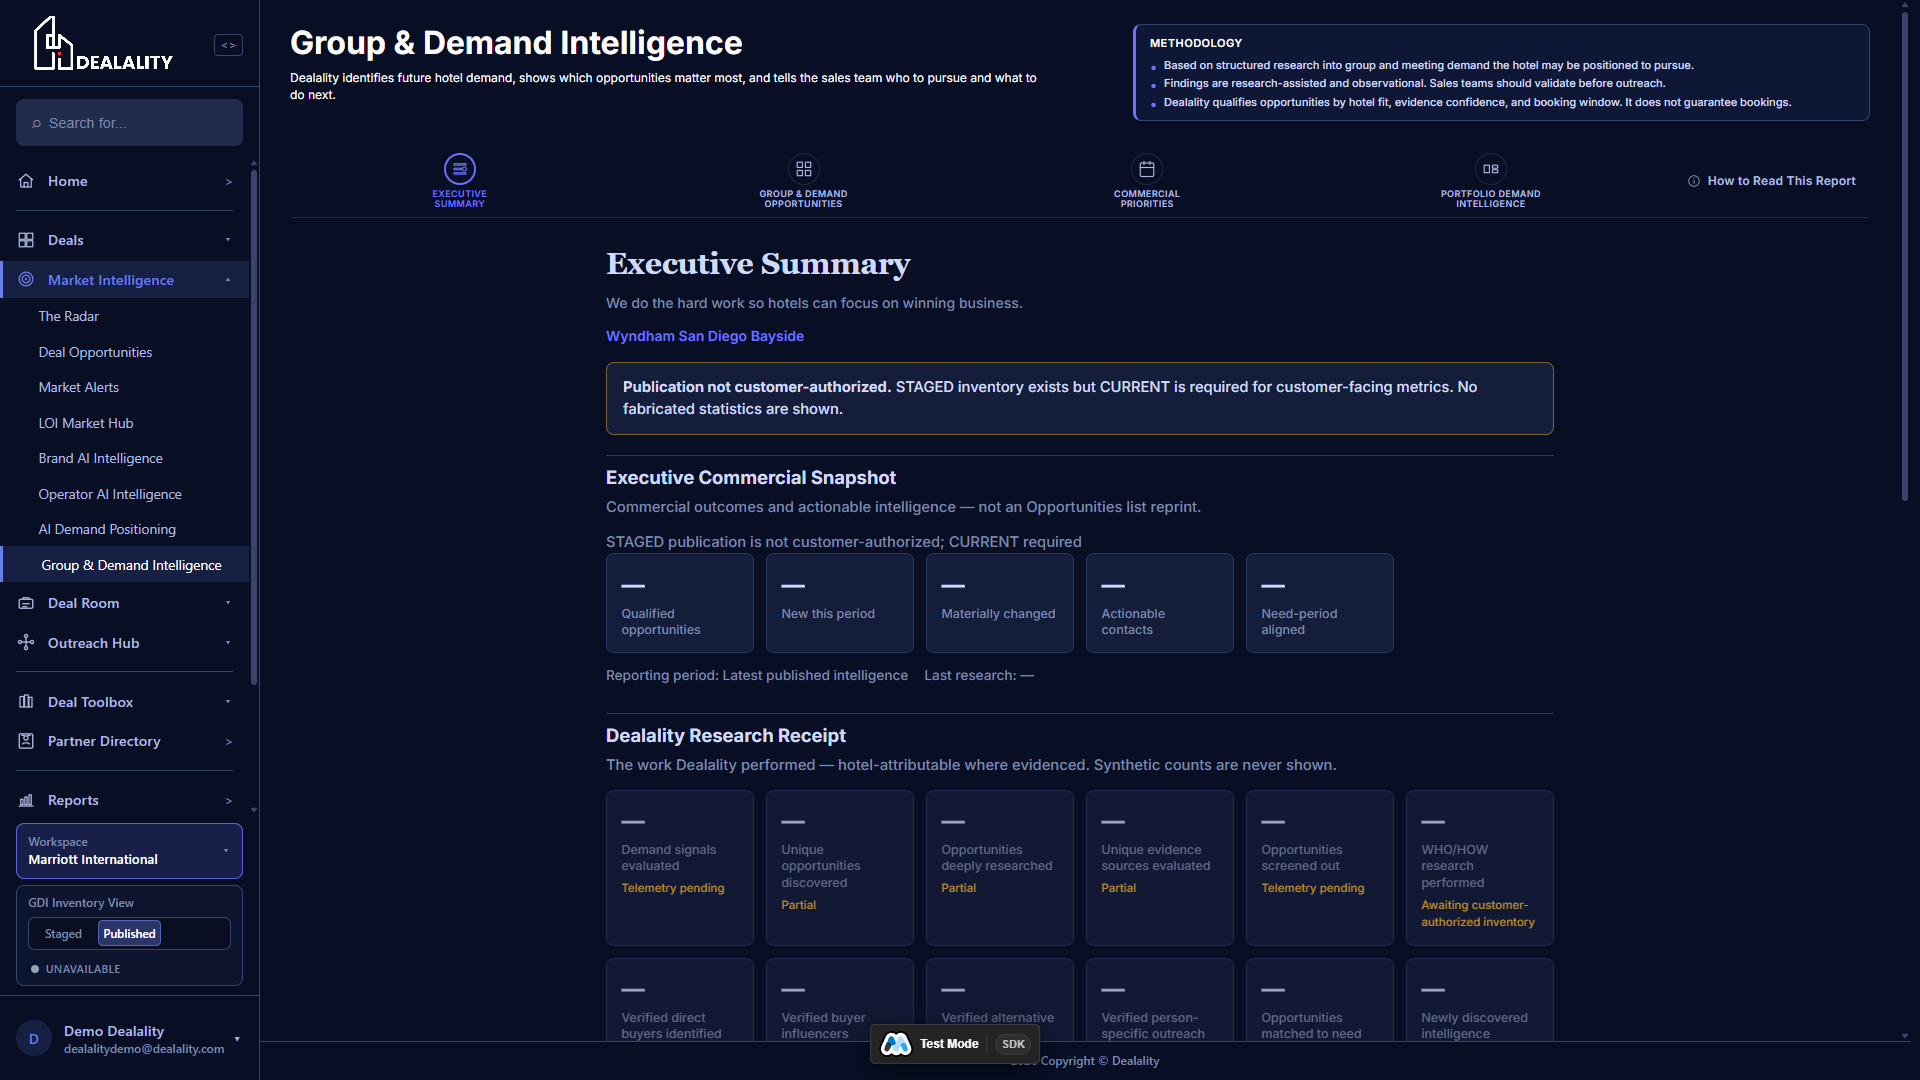 DEALALITY
< >
Search for...
Home
Deals
Market Intelligence
The Radar
Deal Opportunities
Market Alerts
LOI Market Hub
Brand AI Intelligence
Operator AI Intelligence
AI Demand Positioning
Group & Demand Intelligence
Deal Room
Outreach Hub
Deal Toolbox
Partner Directory
Reports
Workspace
Marriott International
GDI Inventory View
Staged
Published
UNAVAILABLE
D
Demo Dealality
dealalitydemo@dealality.com
Group & Demand Intelligence
Dealality identifies future hotel demand, shows which opportunities matter most, and tells the sales team who to pursue and what to
do next.
METHODOLOGY
Based on structured research into group and meeting demand the hotel may be positioned to pursue.
Findings are research-assisted and observational. Sales teams should validate before outreach.
Dealality qualifies opportunities by hotel fit, evidence confidence, and booking window. It does not guarantee bookings.
EXECUTIVE
SUMMARY
GROUP & DEMAND
OPPORTUNITIES
COMMERCIAL
PRIORITIES
PORTFOLIO DEMAND
INTELLIGENCE
How to Read This Report
Executive Summary
We do the hard work so hotels can focus on winning business.
Wyndham San Diego Bayside
Publication not customer-authorized. STAGED inventory exists but CURRENT is required for customer-facing metrics. No
fabricated statistics are shown.
Executive Commercial Snapshot
Commercial outcomes and actionable intelligence — not an Opportunities list reprint.
STAGED publication is not customer-authorized; CURRENT required
—
Qualified
opportunities
—
New this period
—
Materially changed
—
Actionable
contacts
—
Need-period
aligned
Reporting period: Latest published intelligence Last research: —
Dealality Research Receipt
The work Dealality performed — hotel-attributable where evidenced. Synthetic counts are never shown.
—
Demand signals
evaluated
Telemetry pending
—
Unique
opportunities
discovered
Partial
—
Opportunities
deeply researched
Partial
—
Unique evidence
sources evaluated
Partial
—
Opportunities
screened out
Telemetry pending
—
WHO/HOW
research
performed
Awaiting customer-
authorized inventory
—
Verified direct
buyers identified
—
Verified buyer
influencers
—
Verified alternative
—
Verified person-
specific outreach
—
Opportunities
matched to need
—
Newly discovered
intelligence
Test Mode
SDK
Copyright © Dealality